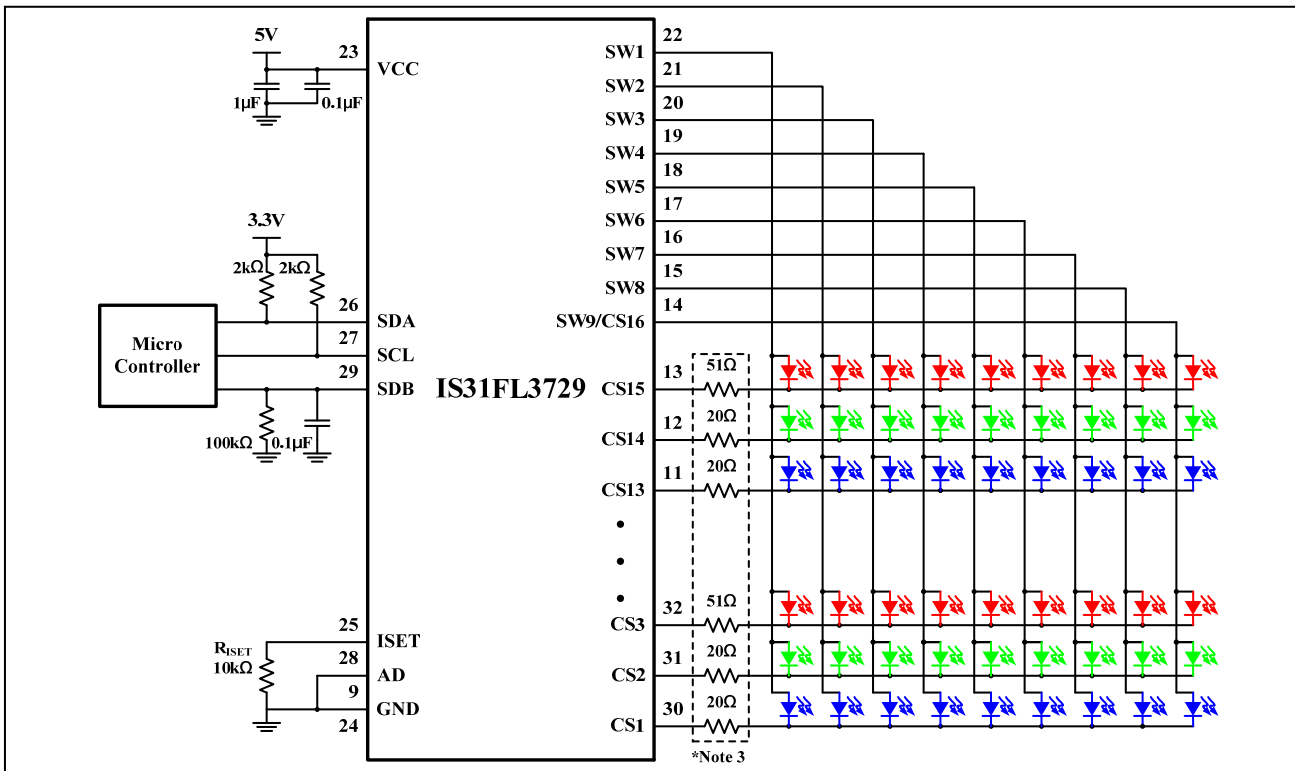 5V
23
VCC
1μF
0.1μF
3.3V
2kΩ
2kΩ
Micro
Controller
26
SDA
27
SCL
29
SDB
100kΩ
0.1μF
IS31FL3729
25
ISET
R_ISET
10kΩ
28
AD
9
GND
24
22
SW1
21
SW2
20
SW3
19
SW4
18
SW5
17
SW6
16
SW7
15
SW8
14
SW9/CS16
13
51Ω
CS15
12
20Ω
CS14
11
20Ω
CS13
32
51Ω
CS3
31
20Ω
CS2
30
20Ω
CS1
*Note 3